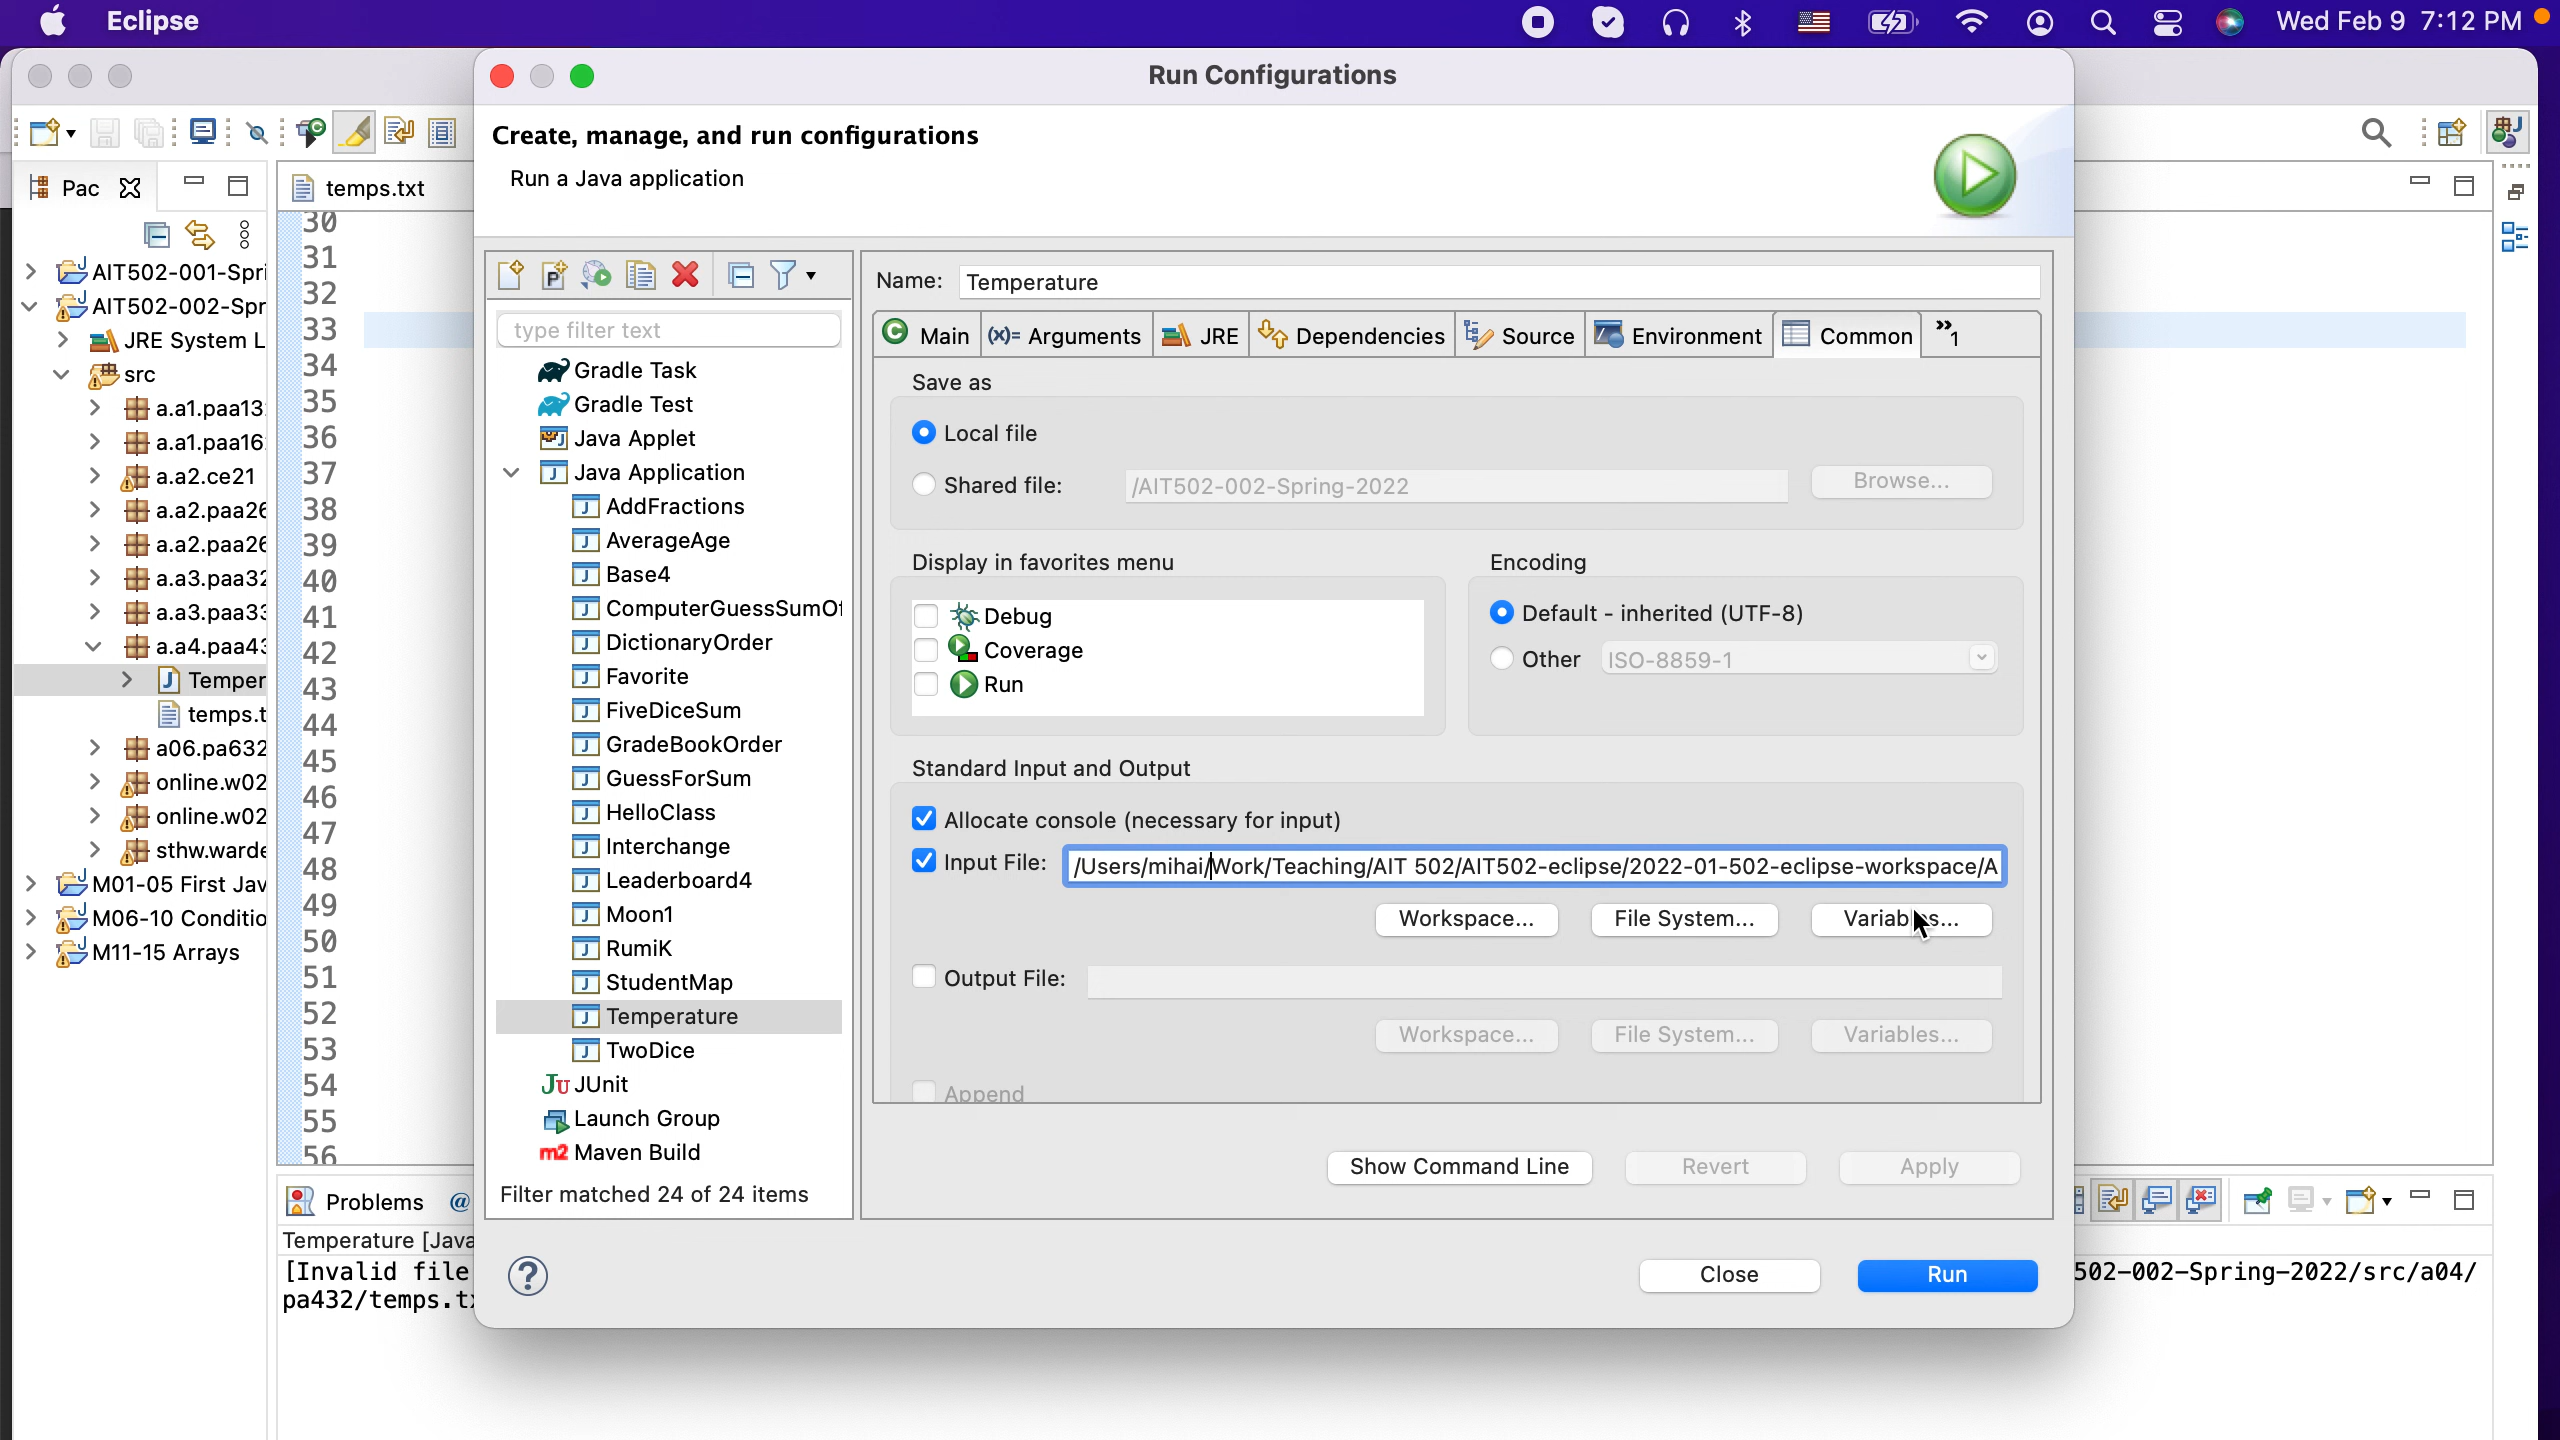 Eclipse
Wed Feb 9 7:12 PM
Run Configurations
Create, manage, and run configurations
Run a Java application
Pac
temps.txt
AIT502-001-Spri
AIT502-002-Spr
JRE System L
src
a.a1.paa13
a.a1.paa16
a.a2.ce21
a.a2.paa26
a.a2.paa26
a.a3.paa32
a.a3.paa33
a.a4.paa43
Temper
temps.t
a06.pa632
online.w02
online.w02
sthw.warde
M01-05 First Jav
M06-10 Conditio
M11-15 Arrays
30
31
32
33
34
35
36
37
38
39
40
41
42
43
44
45
46
47
48
49
50
51
52
53
54
55
56
type filter text
Gradle Task
Gradle Test
Java Applet
Java Application
AddFractions
AverageAge
Base4
ComputerGuessSumOf
DictionaryOrder
Favorite
FiveDiceSum
GradeBookOrder
GuessForSum
HelloClass
Interchange
Leaderboard4
Moon1
RumiK
StudentMap
Temperature
TwoDice
JUnit
Launch Group
Maven Build
Filter matched 24 of 24 items
Name: Temperature
Main (x)= Arguments JRE Dependencies Source Environment Common »1
Save as
Local file
Shared file: /AIT502-002-Spring-2022 Browse...
Display in favorites menu
Debug
Coverage
Run
Encoding
Default - inherited (UTF-8)
Other ISO-8859-1
Standard Input and Output
Allocate console (necessary for input)
Input File: /Users/mihai/Work/Teaching/AIT 502/AIT502-eclipse/2022-01-502-eclipse-workspace/A
Workspace... File System... Variables...
Output File:
Workspace... File System... Variables...
Append
Show Command Line Revert Apply
Close Run
Problems @
Temperature [Java
[Invalid file
502-002-Spring-2022/src/a04/
pa432/temps.tx